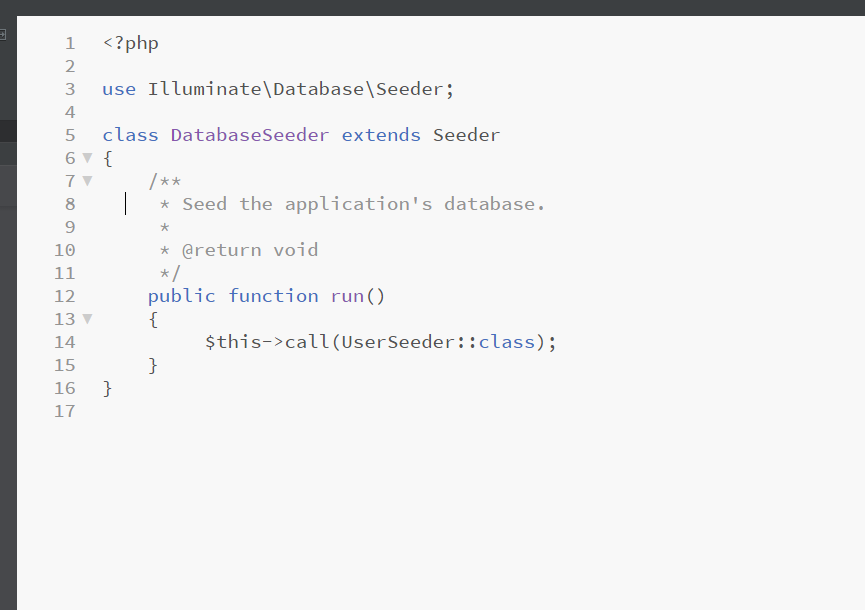 1 <?php
2
3 use Illuminate\Database\Seeder;
4
5 class DatabaseSeeder extends Seeder
6 {
7     /**
8      * Seed the application's database.
9      *
10      * @return void
11      */
12     public function run()
13     {
14          $this->call(UserSeeder::class);
15     }
16 }
17